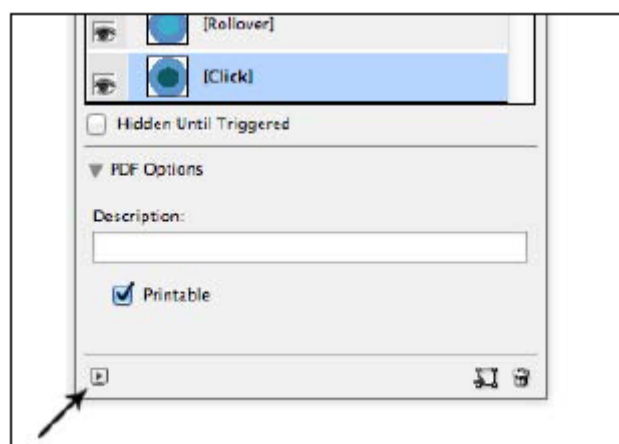 [Rollover]
[Click]
Hidden Until Triggered
PDF Options
Description:
Printable